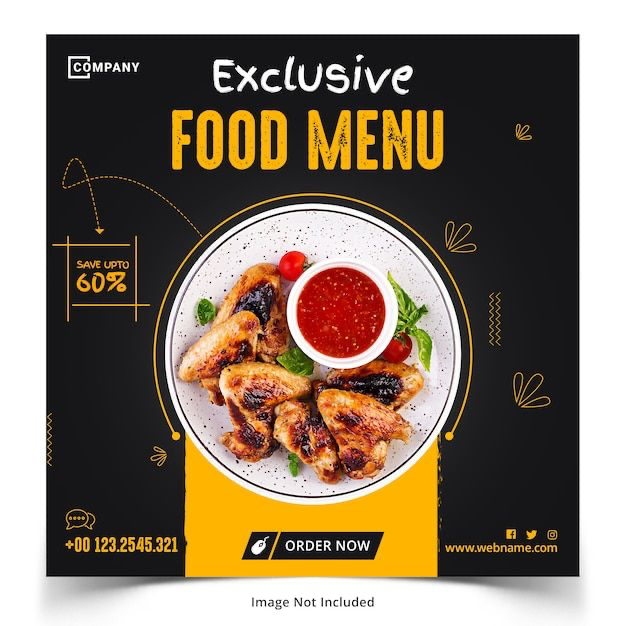 COMPANY
Exclusive
FOOD MENU
SAVE UPTO
60%
+00 123.2545.321
ORDER NOW
www.webname.com
Image Not Included